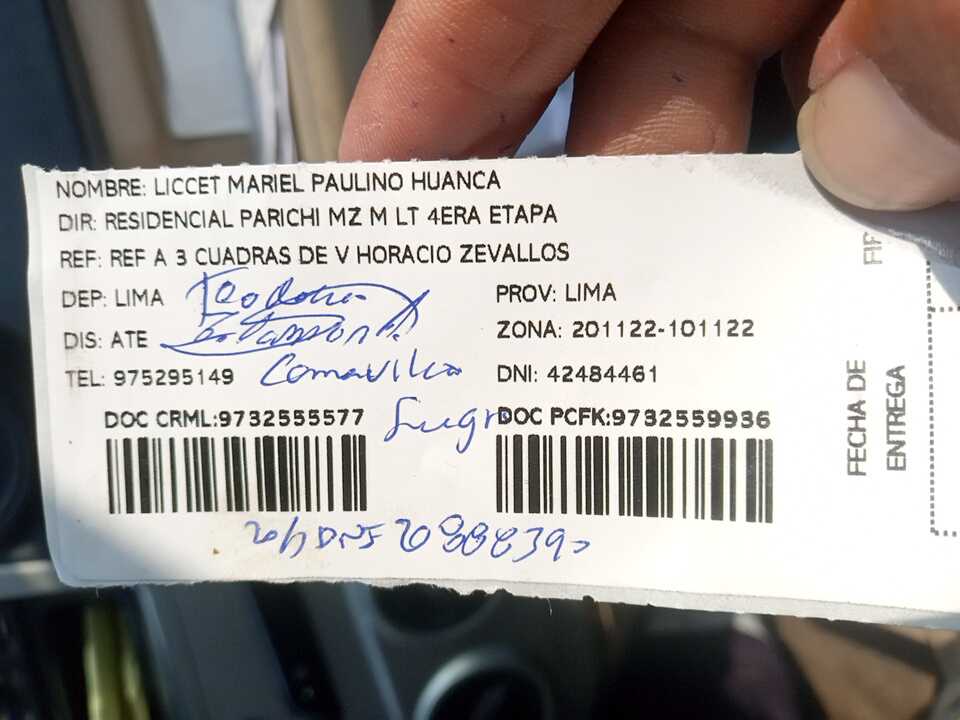 NOMBRE: LICCET MARIEL PAULINO HUANCA
DIR: RESIDENCIAL PARICHI MZ M LT 4ERA ETAPA
REF: REF A 3 CUADRAS DE V HORACIO ZEVALLOS
DEP: LIMA
PROV: LIMA
DIS: ATE
ZONA: 201122-101122
TEL: 975295149
DNI: 42484461
DOC CRML:9732555577
DOC PCFK:9732559936
FIR
FECHA DE
ENTREGA